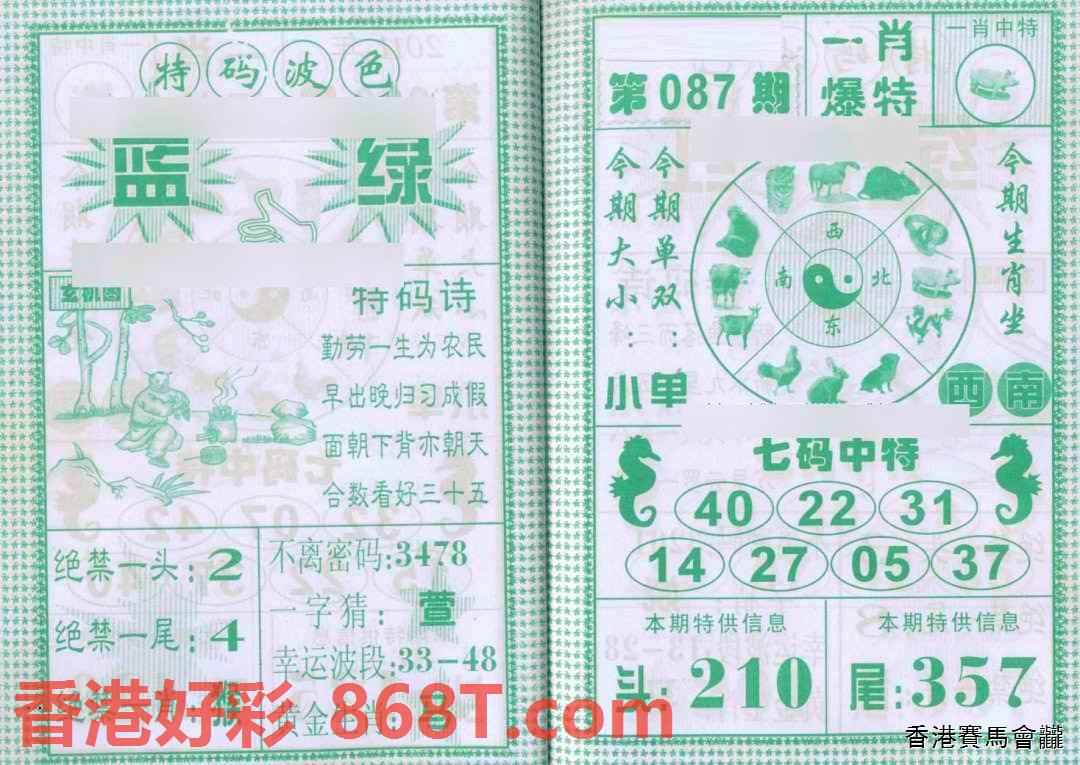 特码波色
蓝 绿
玄机图
特码诗
勤劳一生为农民
早出晚归习成假
面朝下背亦朝天
合数看好三十五
绝禁一头:2
绝禁一尾:4
不离密码:3478
一字猜:萱
幸运波段:33-48
香港好彩 868T.com
第087期
一肖
爆特
一肖中特
今期大小:小
今期单双:单
今期生肖坐
西南
西
南
北
东
七码中特
40 22 31
14 27 05 37
本期特供信息
头:210
本期特供信息
尾:357
香港賽馬會